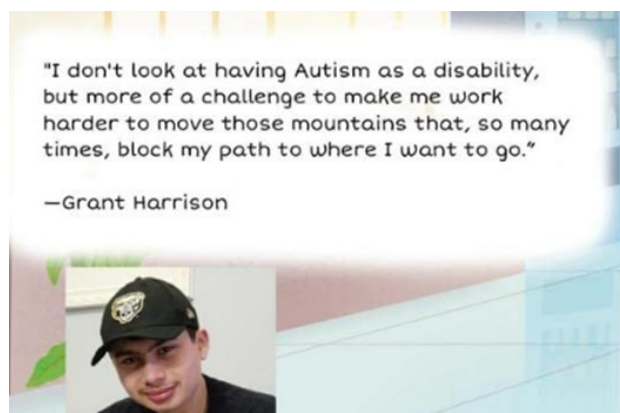 "I don't look at having Autism as a disability,
but more of a challenge to make me work
harder to move those mountains that, so many
times, block my path to where I want to go.”

—Grant Harrison